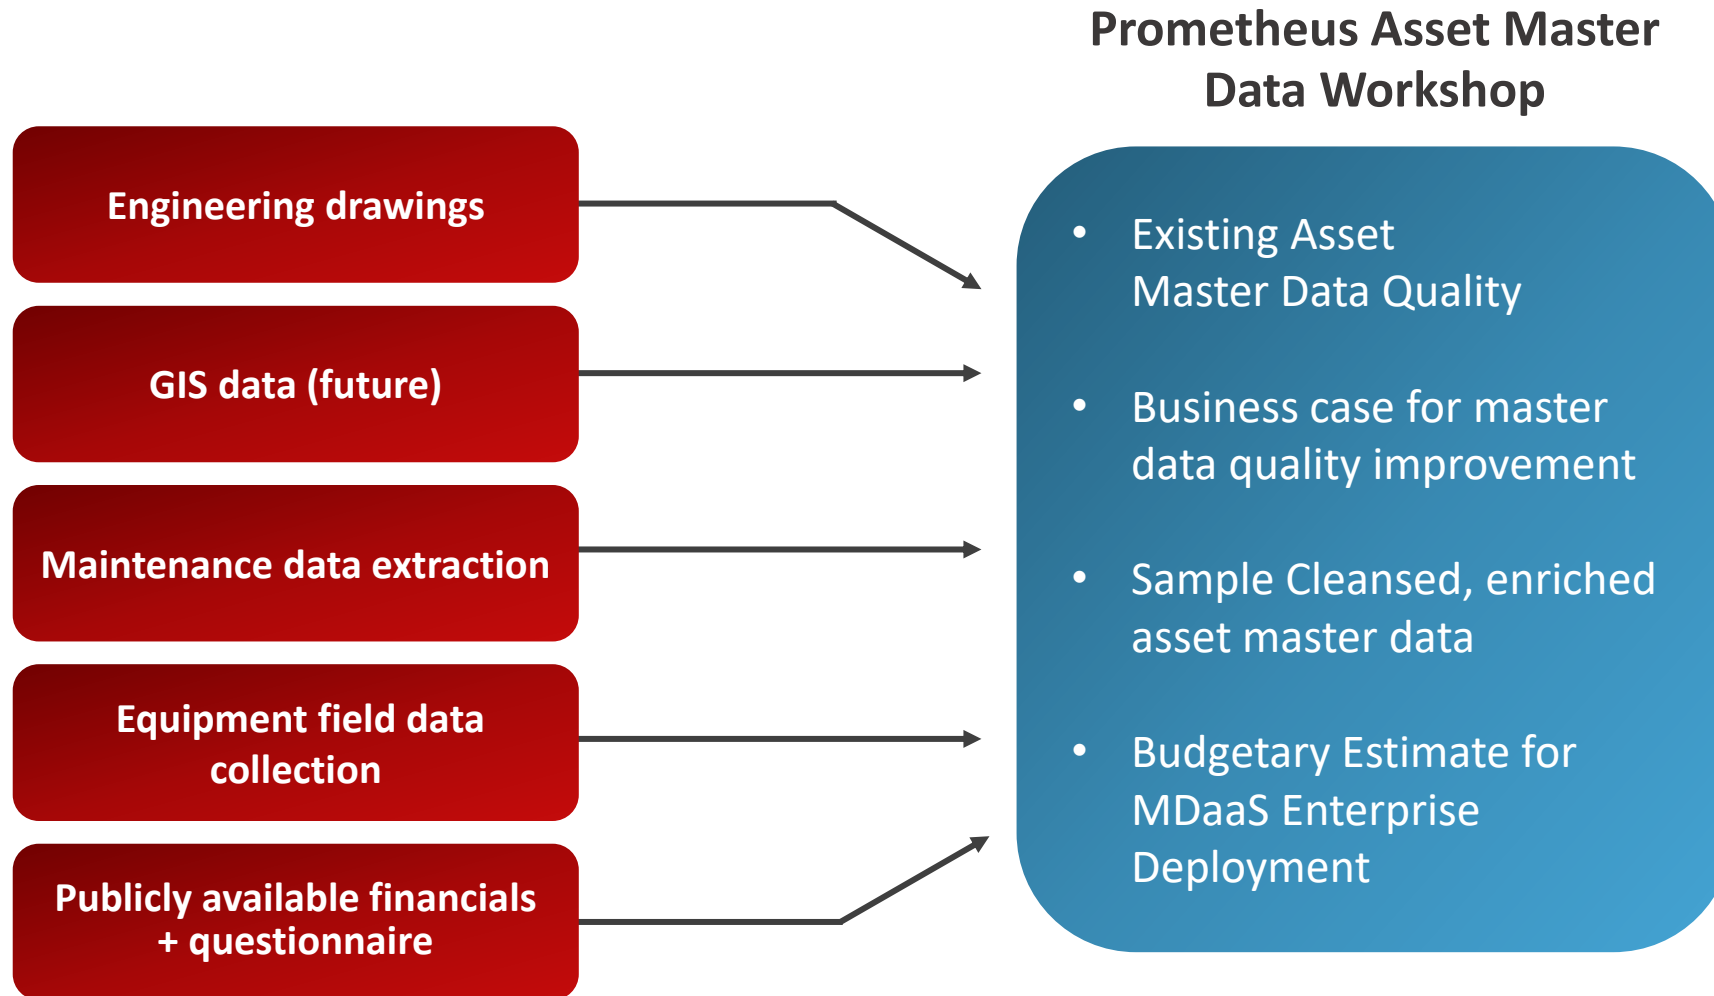 Prometheus Asset Master
Data Workshop
Engineering drawings
GIS data (future)
Maintenance data extraction
Equipment field data
collection
Publicly available financials
+ questionnaire
• Existing Asset
Master Data Quality
• Business case for master
data quality improvement
• Sample Cleansed, enriched
asset master data
• Budgetary Estimate for
MDaaS Enterprise
Deployment